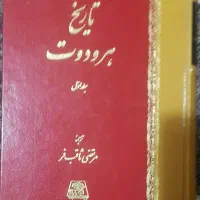 تاریخ
هرودوت
جلد اول
ترجمهٔ
مرتضی ثاقب‌فر